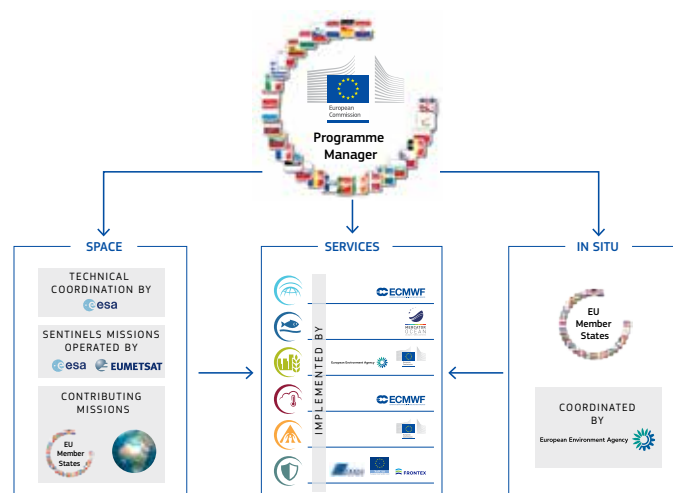 European
Commission
Programme
Manager
SPACE
TECHNICAL
COORDINATION BY
esa
SENTINELS MISSIONS
OPERATED BY
esa EUMETSAT
CONTRIBUTING
MISSIONS
EU
Member
States
SERVICES
IMPLEMENTED BY
ECMWF
MERCATOR
OCEAN
European Environment Agency
ECMWF
FRONTEX
IN SITU
EU
Member
States
COORDINATED
BY
European Environment Agency